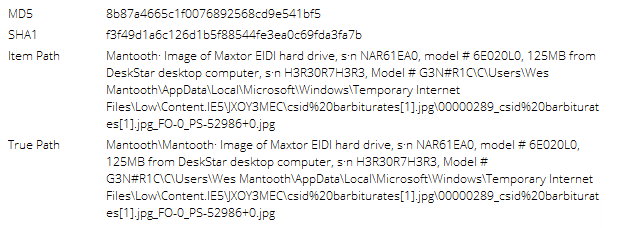 MD5 8b87a4665c1f0076892568cd9e541bf5
SHA1 f3f49d1a6c126d1b5f88544fe3ea0c69fda3fa7b
Item Path Mantooth· Image of Maxtor EIDI hard drive, s·n NAR61EA0, model # 6E020L0, 125MB from
DeskStar desktop computer, s·n H3R30R7H3R3, Model # G3N#R1C\C\Users\Wes
Mantooth\AppData\Local\Microsoft\Windows\Temporary Internet
Files\Low\Content.IE5\JXOY3MEC\csid%20barbiturates[1].jpg\00000289_csid%20barbiturat
es[1].jpg_FO-0_PS-52986+0.jpg
True Path Mantooth\Mantooth· Image of Maxtor EIDI hard drive, s·n NAR61EA0, model # 6E020L0,
125MB from DeskStar desktop computer, s·n H3R30R7H3R3, Model #
G3N#R1C\C\Users\Wes Mantooth\AppData\Local\Microsoft\Windows\Temporary Internet
Files\Low\Content.IE5\JXOY3MEC\csid%20barbiturates[1].jpg\00000289_csid%20barbiturat
es[1].jpg_FO-0_PS-52986+0.jpg